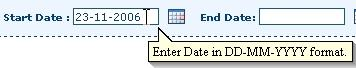 Start Date : 23-11-2006 End Date:
Enter Date in DD-MM-YYYY format.